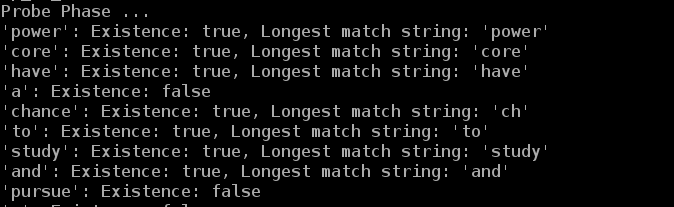 Probe Phase ...
'power': Existence: true, Longest match string: 'power'
'core': Existence: true, Longest match string: 'core'
'have': Existence: true, Longest match string: 'have'
'a': Existence: false
'chance': Existence: true, Longest match string: 'ch'
'to': Existence: true, Longest match string: 'to'
'study': Existence: true, Longest match string: 'study'
'and': Existence: true, Longest match string: 'and'
'pursue': Existence: false